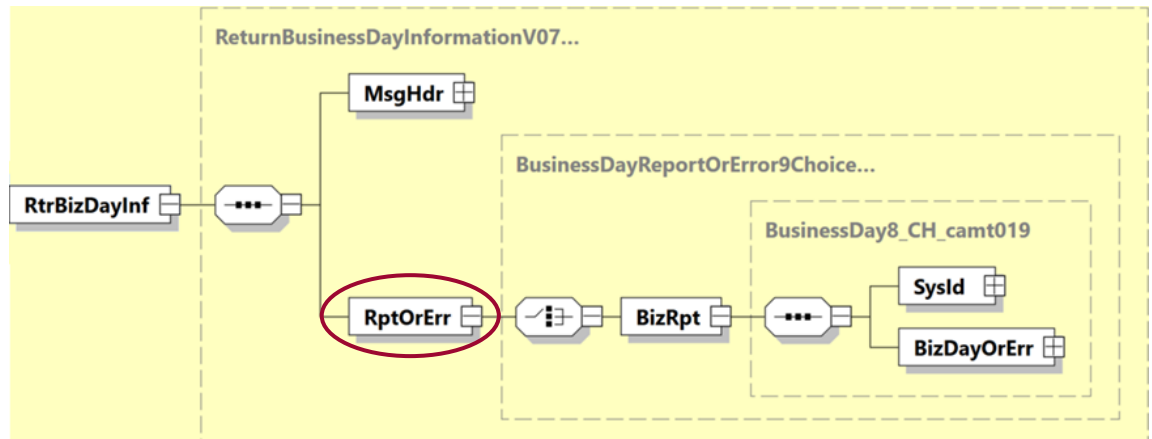 ReturnBusinessDayInformationV07...
MsgHdr
BusinessDayReportOrError9Choice...
RtrBizDayInf
BusinessDay8_CH_camt019
SysId
RptOrErr
BizRpt
BizDayOrErr